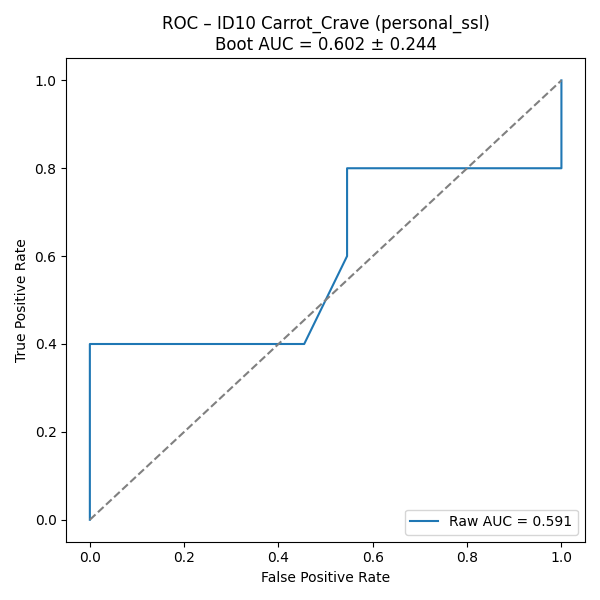 ROC – ID10 Carrot_Crave (personal_ssl)
Boot AUC = 0.602 ± 0.244
1.0
0.8
0.6
0.4
0.2
0.0
True Positive Rate
0.0 0.2 0.4 0.6 0.8 1.0
False Positive Rate
Raw AUC = 0.591